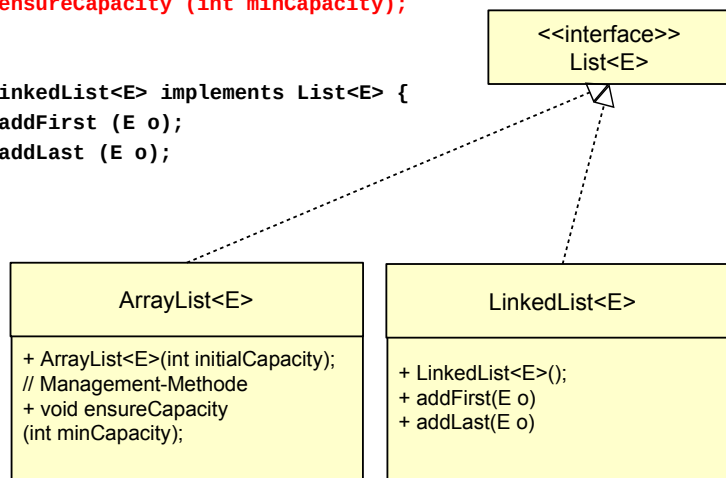 ensureCapacity (int minCapacity);
<<interface>>
List<E>
inkedList<E> implements List<E> {
addFirst (E o);
addLast (E o);
ArrayList<E>
+ ArrayList<E>(int initialCapacity);
// Management-Methode
+ void ensureCapacity
(int minCapacity);
LinkedList<E>
+ LinkedList<E>();
+ addFirst(E o)
+ addLast(E o)